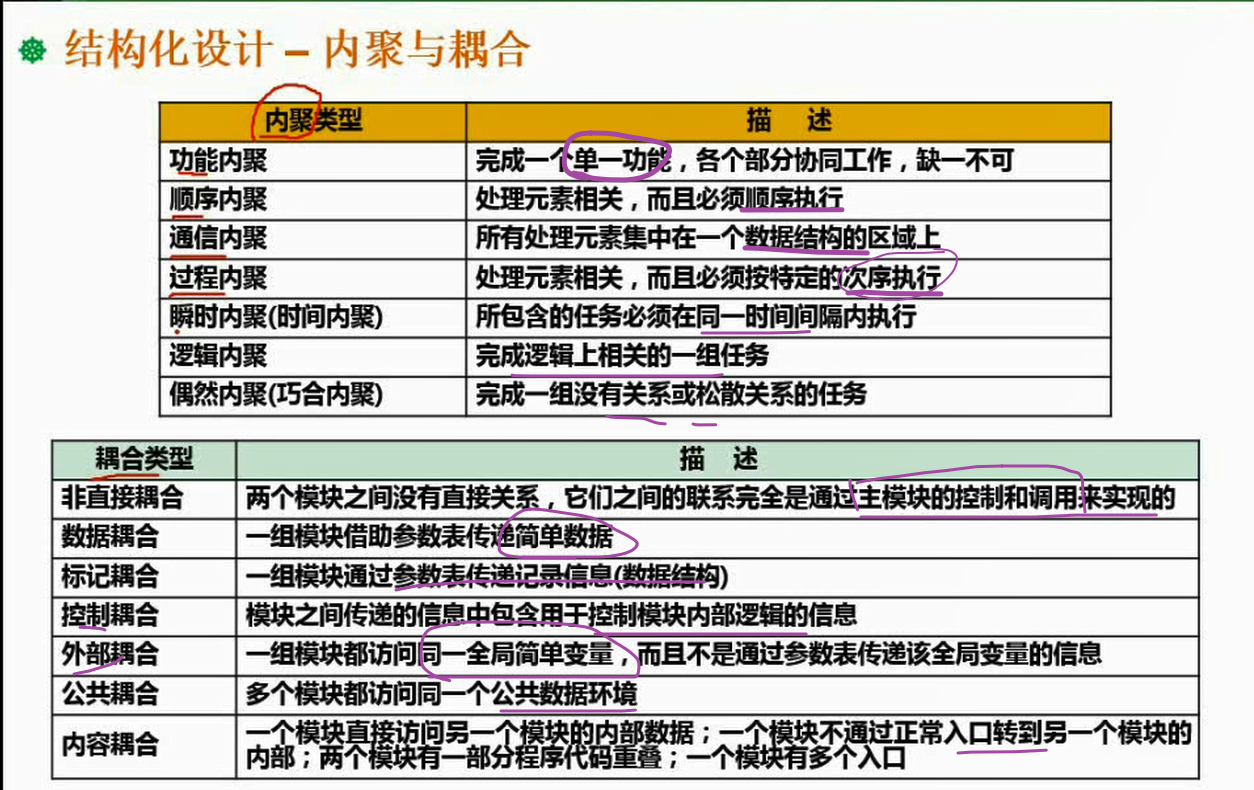 结构化设计 – 内聚与耦合
内聚类型 描 述
功能内聚 完成一个单一功能，各个部分协同工作，缺一不可
顺序内聚 处理元素相关，而且必须顺序执行
通信内聚 所有处理元素集中在一个数据结构的区域上
过程内聚 处理元素相关，而且必须按特定的次序执行
瞬时内聚(时间内聚) 所包含的任务必须在同一时间间隔内执行
逻辑内聚 完成逻辑上相关的一组任务
偶然内聚(巧合内聚) 完成一组没有关系或松散关系的任务
耦合类型 描 述
非直接耦合 两个模块之间没有直接关系，它们之间的联系完全是通过主模块的控制和调用来实现的
数据耦合 一组模块借助参数表传递简单数据
标记耦合 一组模块通过参数表传递记录信息(数据结构)
控制耦合 模块之间传递的信息中包含用于控制模块内部逻辑的信息
外部耦合 一组模块都访问同一全局简单变量，而且不是通过参数表传递该全局变量的信息
公共耦合 多个模块都访问同一个公共数据环境
内容耦合 一个模块直接访问另一个模块的内部数据；一个模块不通过正常入口转到另一个模块的
内部；两个模块有一部分程序代码重叠；一个模块有多个入口